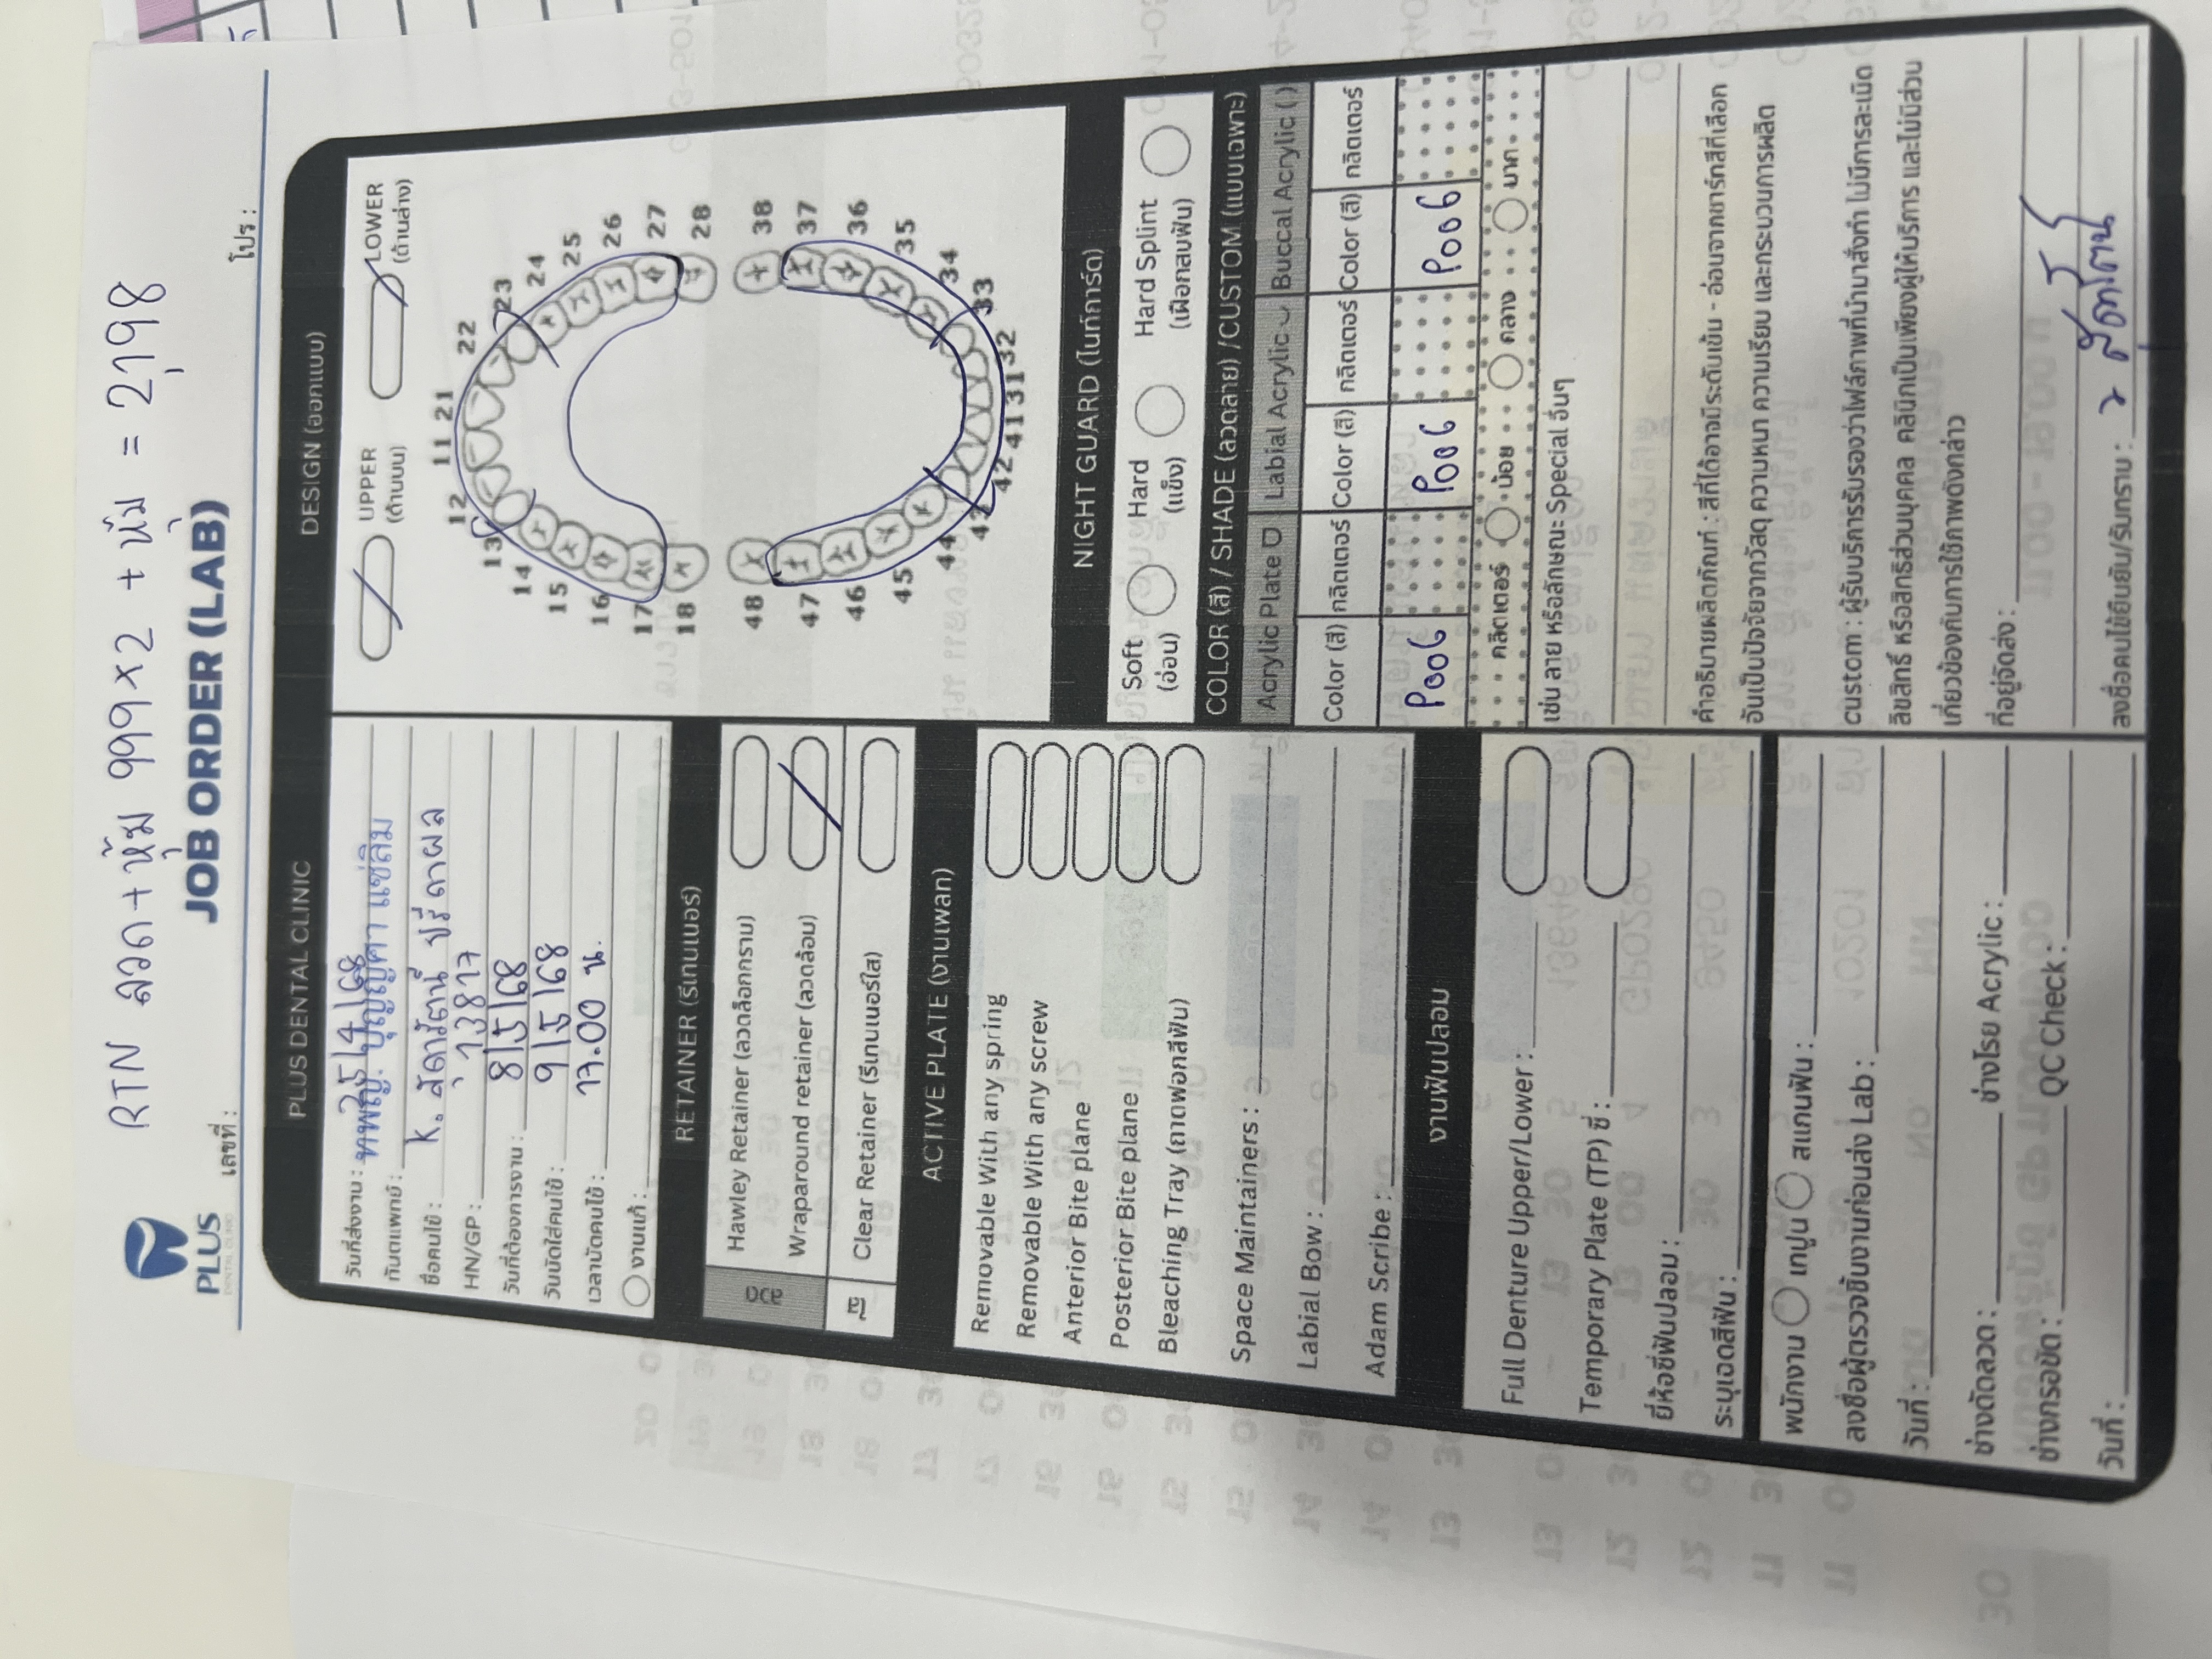 RTN ลวด+หุ้ม 999x2 +หุ้ม = 2,198
JOB ORDER (LAB)
PLUS
DENTAL CLINIC
เลขที่ :
โปร :
PLUS DENTAL CLINIC
วันที่ส่งงาน : 25/4/68
ทันตแพทย์ : ทพญ. ปุญญศา แซ่ลิ้ม
ชื่อคนไข้ : K. สุดารัตน์ ปรีดาผล
HN/GP : 13817
วันที่ต้องการงาน : 8/5/68
วันนัดใส่คนไข้ : 9/5/68
เวลานัดคนไข้ : 17.00 น.
งานแก้ :
RETAINER (รีเทนเนอร์)
ลวด
Hawley Retainer (ลวดล็อกกราม)
Wraparound retainer (ลวดล้อม)
ใส
Clear Retainer (รีเทนเนอร์ใส)
ACTIVE PLATE (งานเพลท)
Removable With any spring
Removable With any screw
Anterior Bite plane
Posterior Bite plane
Bleaching Tray (ถาดฟอกสีฟัน)
Space Maintainers :
Labial Bow :
Adam Scribe :
งานฟันปลอม
Full Denture Upper/Lower :
Temporary Plate (TP) ซี่ :
ยี่ห้อซี่ฟันปลอม :
ระบุเฉดสีฟัน :
พนักงาน เทปูน สแกนฟัน :
ลงชื่อผู้ตรวจชิ้นงานก่อนส่ง Lab :
วันที่ :
ช่างดัดลวด : ช่างโรย Acrylic :
ช่างกรอขัด : QC Check :
วันที่ :
DESIGN (ออกแบบ)
UPPER LOWER
(ด้านบน) (ด้านล่าง)
12 11 21 22
13 23
14 24
15 25
16 26
17 27
18 28
48 38
47 37
46 36
45 35
44 34
43 33
42 41 31 32
NIGHT GUARD (ไนท์การ์ด)
Soft Hard Hard Splint
(อ่อน) (แข็ง) (เฝือกสบฟัน)
COLOR (สี) / SHADE (ลวดลาย) /CUSTOM (แบบเฉพาะ)
Acrylic Plate Labial Acrylic Buccal Acrylic ( )
Color (สี) กลิตเตอร์ Color (สี) กลิตเตอร์ Color (สี) กลิตเตอร์
P006 P006 P006
กลิตเตอร์ น้อย กลาง มาก
เช่น ลาย หรือลักษณะ Special อื่นๆ
คำอธิบายผลิตภัณฑ์ : สีที่ได้อาจมีระดับเข้ม - อ่อนจากชาร์ทสีที่เลือก
อันเป็นปัจจัยจากวัสดุ ความหนา ความเรียบ และกระบวนการผลิต
custom : ผู้รับบริการรับรองว่าไฟล์ภาพที่นำมาสั่งทำ ไม่มีการละเมิด
ลิขสิทธิ์ หรือสิทธิส่วนบุคคล คลินิกเป็นเพียงผู้ให้บริการ และไม่มีส่วน
เกี่ยวข้องกับการใช้ภาพดังกล่าว
ที่อยู่จัดส่ง :
ลงชื่อคนไข้ยืนยัน/รับทราบ :